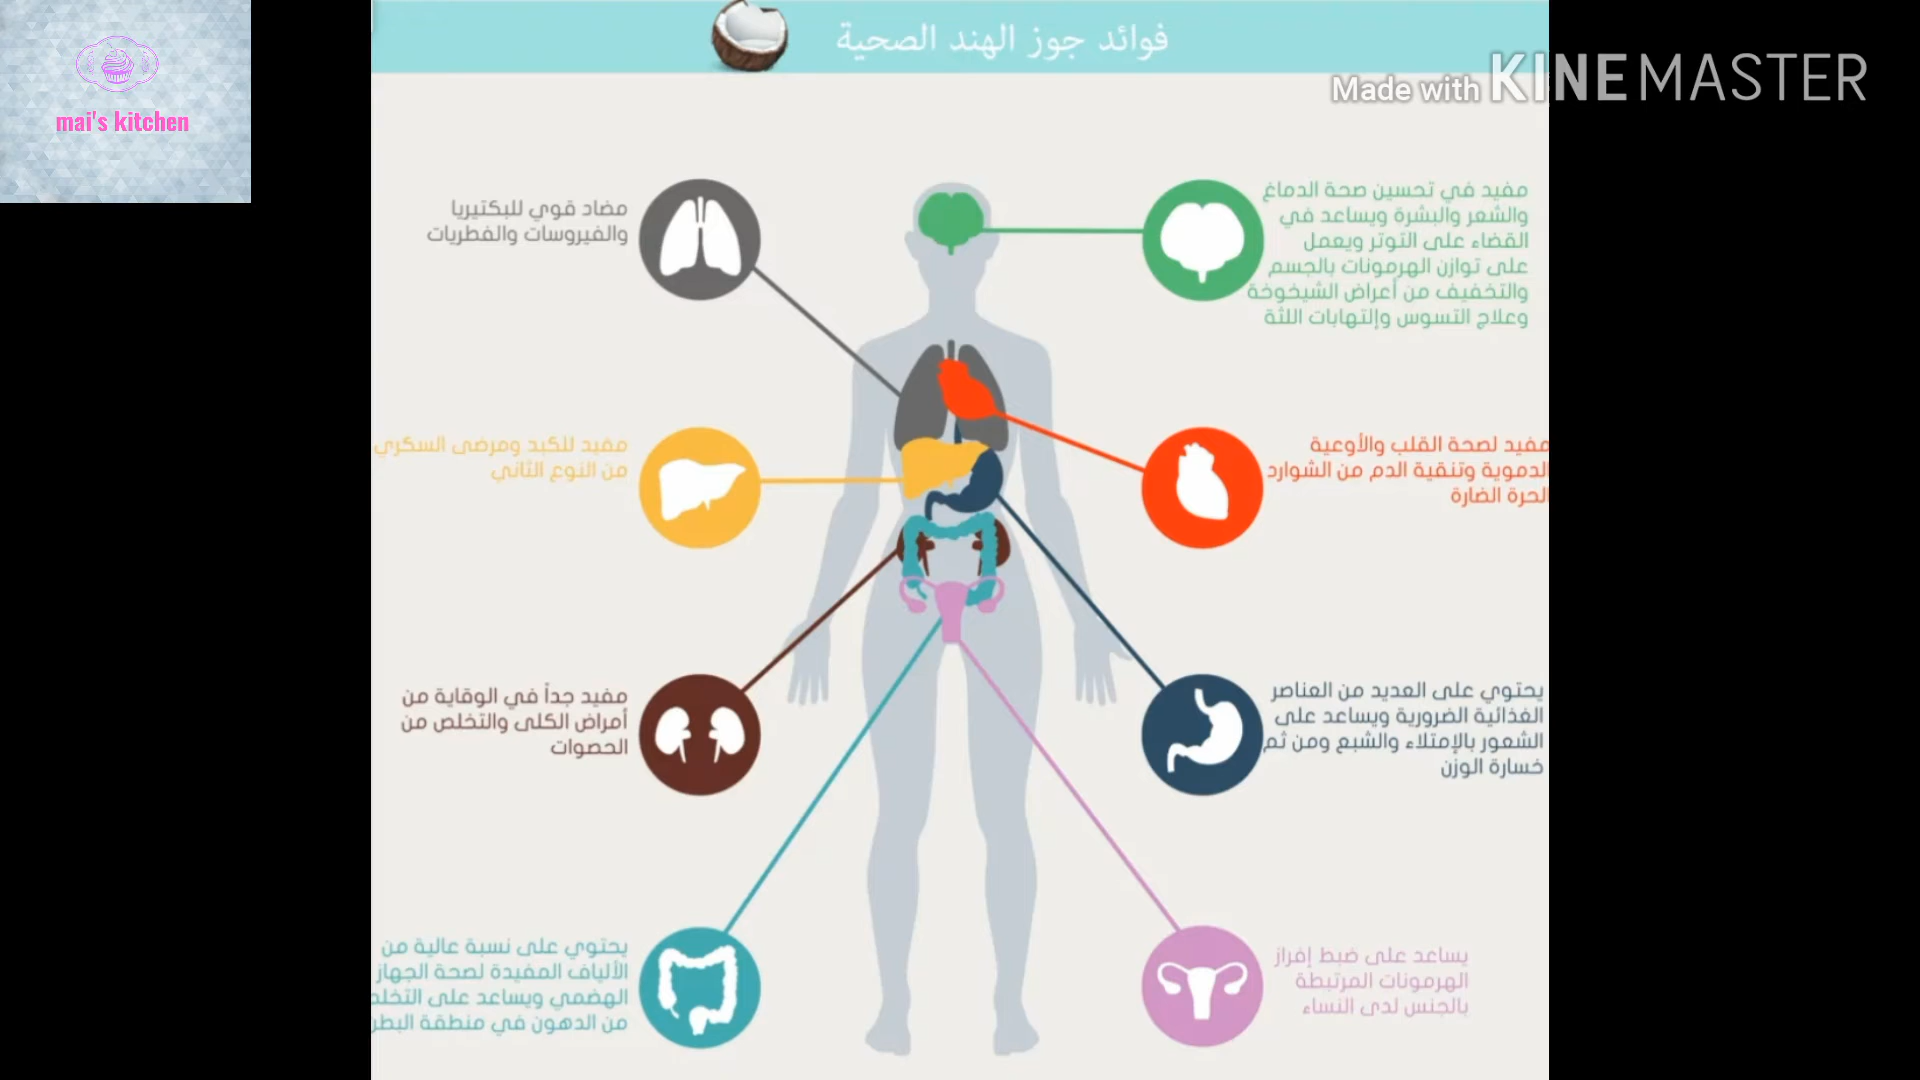 mai's kitchen
فوائد جوز الهند الصحية
Made with KINEMASTER
مفيد في تحسين صحة الدماغ
والشعر والبشرة ويساعد في
القضاء على التوتر ويعمل
على توازن الهرمونات بالجسم
والتخفيف من أعراض الشيخوخة
وعلاج التسوس وإلتهابات اللثة
مضاد قوي للبكتيريا
والفيروسات والفطريات
مفيد لصحة القلب والأوعية
الدموية وتنقية الدم من الشوارد
الحرة الضارة
مفيد للكبد ومرضى السكري
من النوع الثاني
يحتوي على العديد من العناصر
الغذائية الضرورية ويساعد على
الشعور بالإمتلاء والشبع ومن ثم
خسارة الوزن
مفيد جداً في الوقاية من
أمراض الكلى والتخلص من
الحصوات
يساعد على ضبط إفراز
الهرمونات المرتبطة
بالجنس لدى النساء
يحتوي على نسبة عالية من
الألياف المفيدة لصحة الجهاز
الهضمي ويساعد على
من الدهون في منطقة